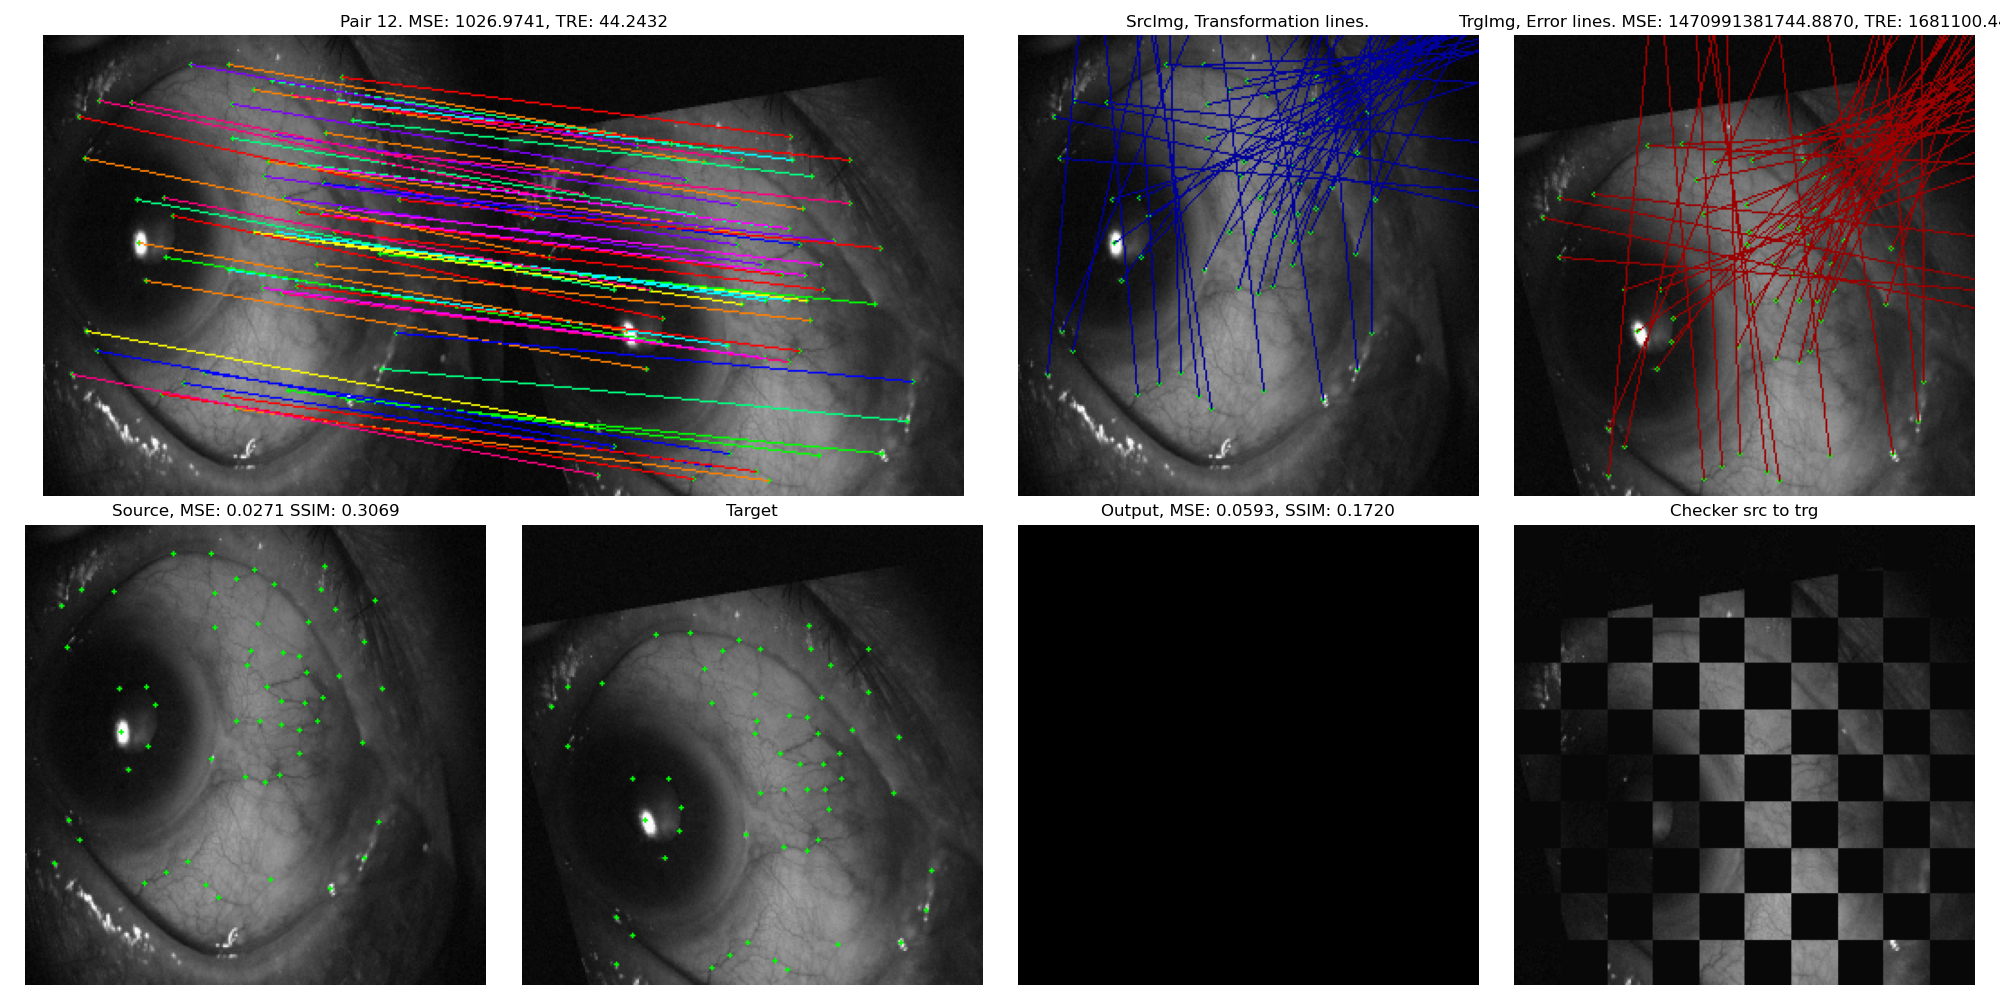 Pair 12. MSE: 1026.9741, TRE: 44.2432
SrcImg, Transformation lines.
TrgImg, Error lines. MSE: 1470991381744.8870, TRE: 1681100.4
Source, MSE: 0.0271 SSIM: 0.3069
Target
Output, MSE: 0.0593, SSIM: 0.1720
Checker src to trg